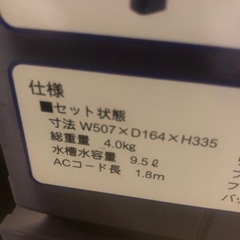 仕様
■セット状態
寸法 W507×D164×H335
総重量 4.0kg
水槽水容量 9.5ℓ
ACコード長 1.8m